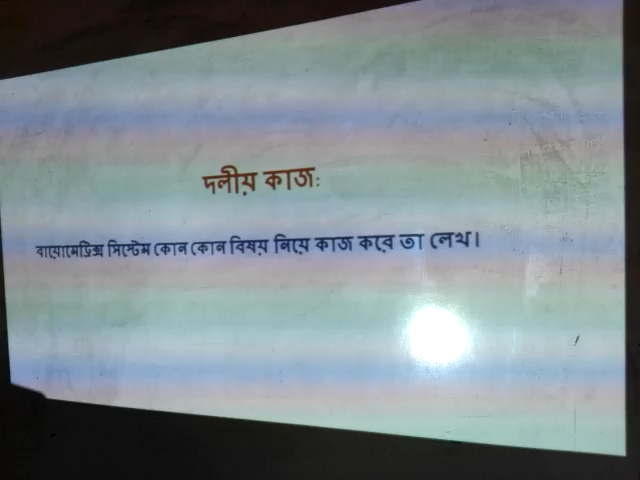 দলীয় কাজ:
বায়োমেট্রিক্স সিস্টেম কোন কোন বিষয় নিয়ে কাজ করে তা লেখ।